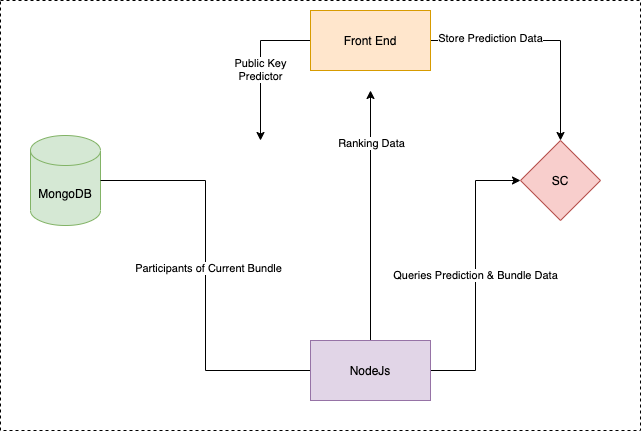 Front End
Store Prediction Data
Public Key
Predictor
Ranking Data
MongoDB
SC
Participants of Current Bundle
Queries Prediction & Bundle Data
NodeJs